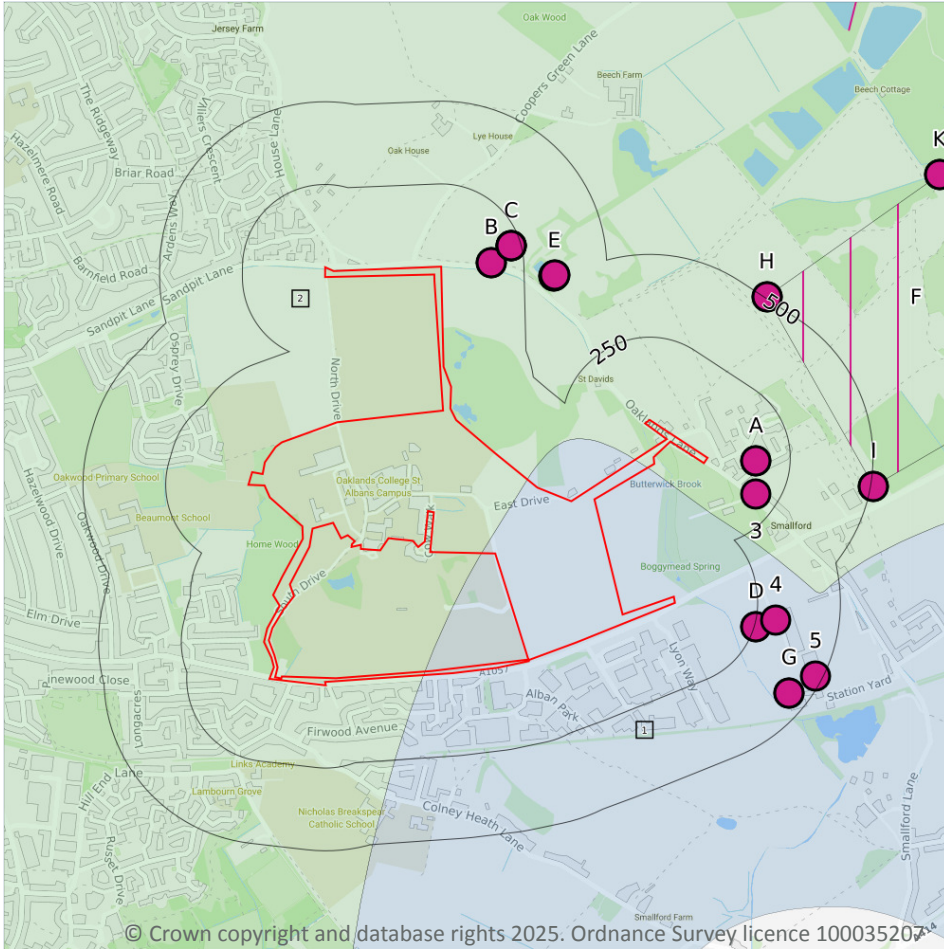 Jersey Farm
Oak Wood
Coopers Green Lane
Beech Farm
Beech Cottage
The Ridgeway
Villiers Crescent
House Lane
Hazelmere Road
Briar Road
Lye House
Oak House
K
Ardens Way
C
B
E
Barnfield Road
Sandpit Lane
Sandpit Lane
H
F
500
2
250
Osprey Drive
North Drive
St Davids
Oaklands Lane
A
I
Hazelwood Drive
Oakwood Primary School
Oaklands College St
Albans Campus
Butterwick Brook
East Drive
Beaumont School
Oakwood Drive
Smallford
3
Home Wood
Cow Walk
Boggymead Spring
South Drive
D
4
Elm Drive
Lyon Way
G
5
Pinewood Close
A1057
Alban Park
Station Yard
Longacres
Firwood Avenue
1
Links Academy
Hill End Lane
Lambourn Grove
Nicholas Breakspear
Catholic School
Colney Heath Lane
Smallford Lane
Russet Drive
Smallford Farm
© Crown copyright and database rights 2025. Ordnance Survey licence 100035207